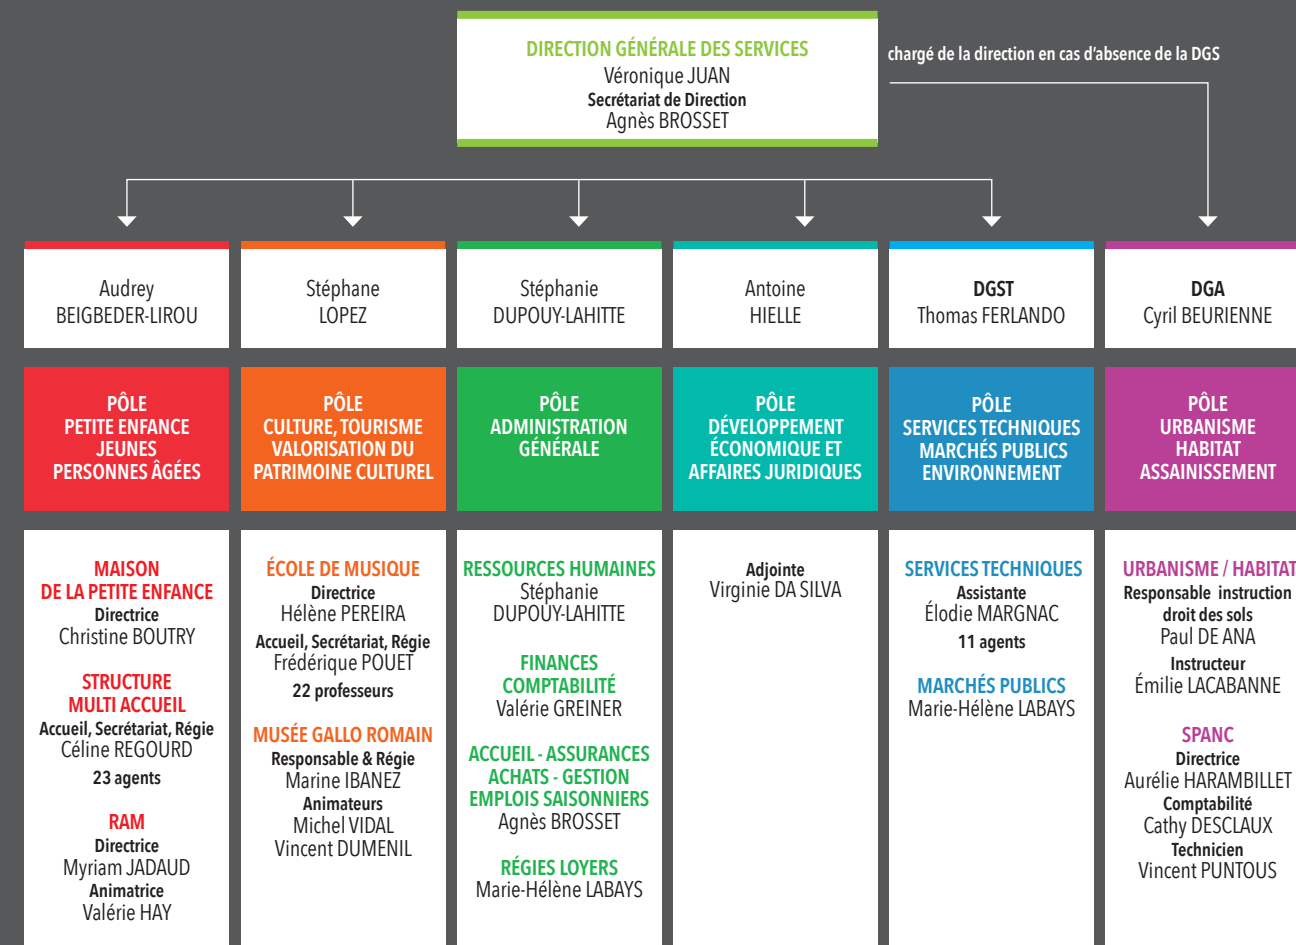 DIRECTION GÉNÉRALE DES SERVICES
Véronique JUAN
Secrétariat de Direction
Agnès BROSSET
chargé de la direction en cas d'absence de la DGS
Audrey
BEIGBEDER-LIROU
Stéphane
LOPEZ
Stéphanie
DUPOUY-LAHITTE
Antoine
HIELLE
DGST
Thomas FERLANDO
DGA
Cyril BEURIENNE
PÔLE
PETITE ENFANCE
JEUNES
PERSONNES ÂGÉES
PÔLE
CULTURE, TOURISME
VALORISATION DU
PATRIMOINE CULTUREL
PÔLE
ADMINISTRATION
GÉNÉRALE
PÔLE
DÉVELOPPEMENT
ÉCONOMIQUE ET
AFFAIRES JURIDIQUES
PÔLE
SERVICES TECHNIQUES
MARCHÉS PUBLICS
ENVIRONNEMENT
PÔLE
URBANISME
HABITAT
ASSAINISSEMENT
MAISON
DE LA PETITE ENFANCE
Directrice
Christine BOUTRY
STRUCTURE
MULTI ACCUEIL
Accueil, Secrétariat, Régie
Céline REGOURD
23 agents
RAM
Directrice
Myriam JADAUD
Animatrice
Valérie HAY
ÉCOLE DE MUSIQUE
Directrice
Hélène PEREIRA
Accueil, Secrétariat, Régie
Frédérique POUET
22 professeurs
MUSÉE GALLO ROMAIN
Responsable & Régie
Marine IBANEZ
Animateurs
Michel VIDAL
Vincent DUMENIL
RESSOURCES HUMAINES
Stéphanie
DUPOUY-LAHITTE
FINANCES
COMPTABILITÉ
Valérie GREINER
ACCUEIL - ASSURANCES
ACHATS - GESTION
EMPLOIS SAISONNIERS
Agnès BROSSET
RÉGIES LOYERS
Marie-Hélène LABAYS
Adjointe
Virginie DA SILVA
SERVICES TECHNIQUES
Assistante
Élodie MARGNAC
11 agents
MARCHÉS PUBLICS
Marie-Hélène LABAYS
URBANISME / HABITAT
Responsable instruction
droit des sols
Paul DE ANA
Instructeur
Émilie LACABANNE
SPANC
Directrice
Aurélie HARAMBILLET
Comptabilité
Cathy DESCLAUX
Technicien
Vincent PUNTOUS